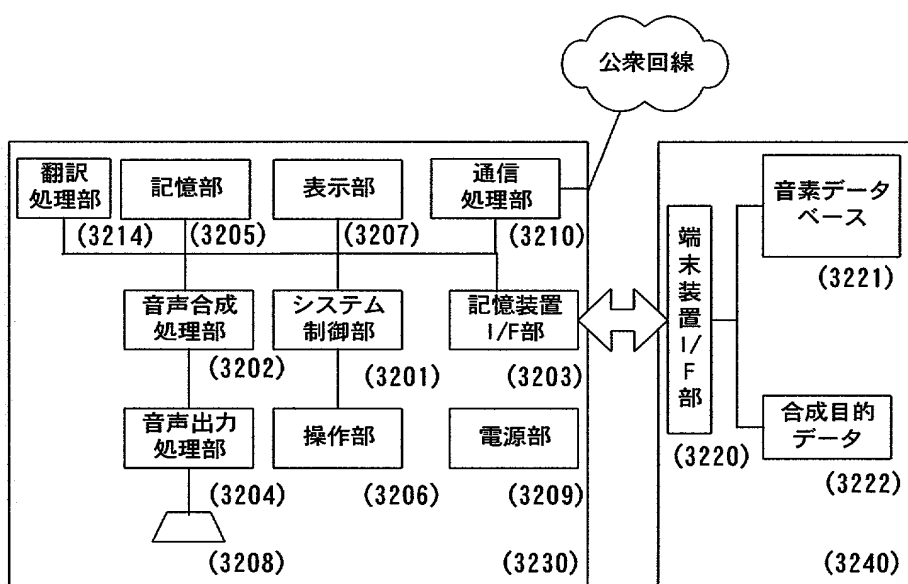 公衆回線
翻訳
処理部
(3214)
記憶部
(3205)
表示部
(3207)
通信
処理部
(3210)
音声合成
処理部
(3202)
システム
制御部
(3201)
記憶装置
I/F部
(3203)
音声出力
処理部
(3204)
操作部
(3206)
電源部
(3209)
(3208)
(3230)
端
末
装
置
I
/
F
部
(3220)
音素データ
ベース
(3221)
合成目的
データ
(3222)
(3240)